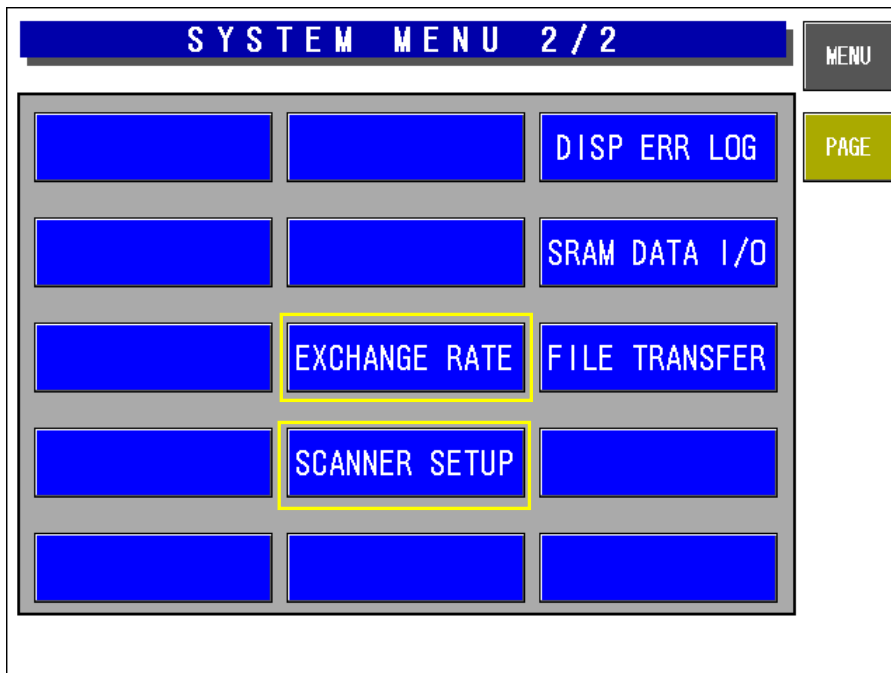 SYSTEM MENU 2/2
MENU
PAGE
DISP ERR LOG
SRAM DATA I/O
EXCHANGE RATE
FILE TRANSFER
SCANNER SETUP